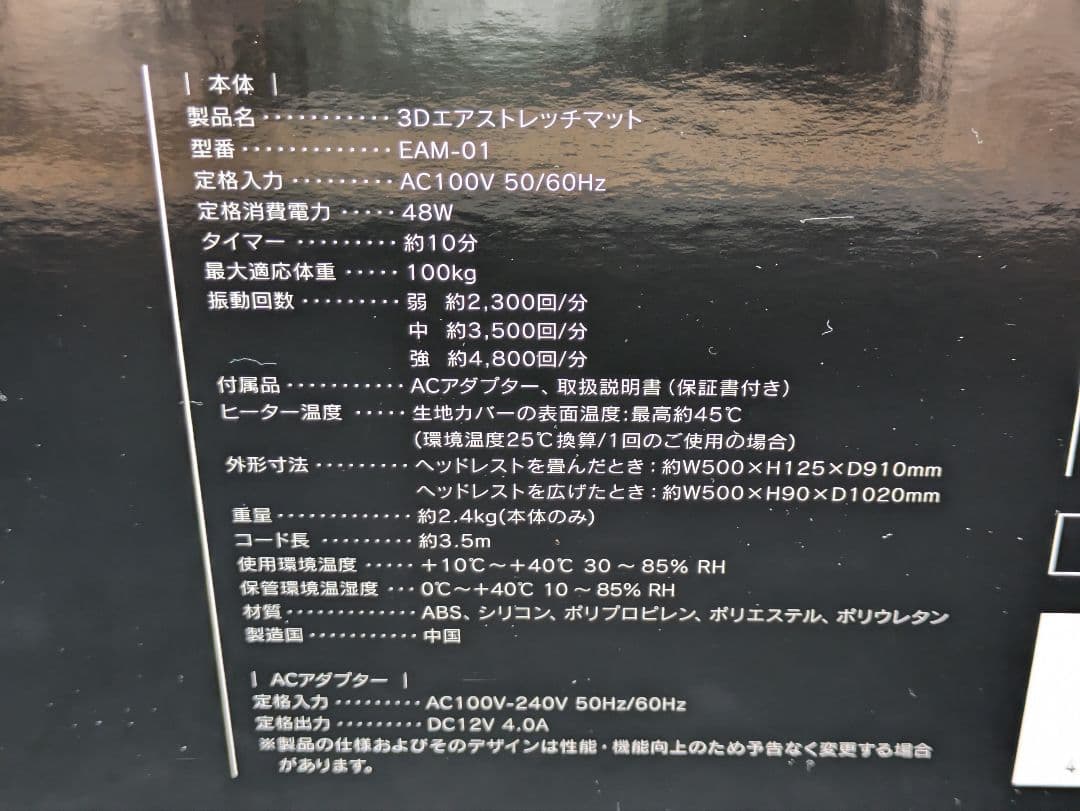 | 本体 |
製品名・・・・・・・・・・・3Dエアストレッチマット
型番・・・・・・・・・・・・・EAM-01
定格入力・・・・・・・・・AC100V 50/60Hz
定格消費電力・・・・・48W
タイマー・・・・・・・・・約10分
最大適応体重・・・・・100kg
振動回数・・・・・・・・・弱 約2,300回/分
中 約3,500回/分
強 約4,800回/分
付属品・・・・・・・・・・・ACアダプター、取扱説明書(保証書付き)
ヒーター温度・・・・・生地カバーの表面温度:最高約45℃
(環境温度25℃換算/1回のご使用の場合)
外形寸法・・・・・・・・・ヘッドレストを畳んだとき:約W500×H125×D910mm
ヘッドレストを広げたとき:約W500×H90×D1020mm
重量・・・・・・・・・・・・・約2.4kg(本体のみ)
コード長・・・・・・・・・約3.5m
使用環境温度・・・・・+10℃~+40℃ 30~85% RH
保管環境温湿度・・・0℃~+40℃ 10~85% RH
材質・・・・・・・・・・・・・ABS、シリコン、ポリプロピレン、ポリエステル、ポリウレタン
製造国・・・・・・・・・・・中国
| ACアダプター |
定格入力・・・・・・・・・AC100V-240V 50Hz/60Hz
定格出力・・・・・・・・・DC12V 4.0A
※製品の仕様およびそのデザインは性能・機能向上のため予告なく変更する場合
があります。
4